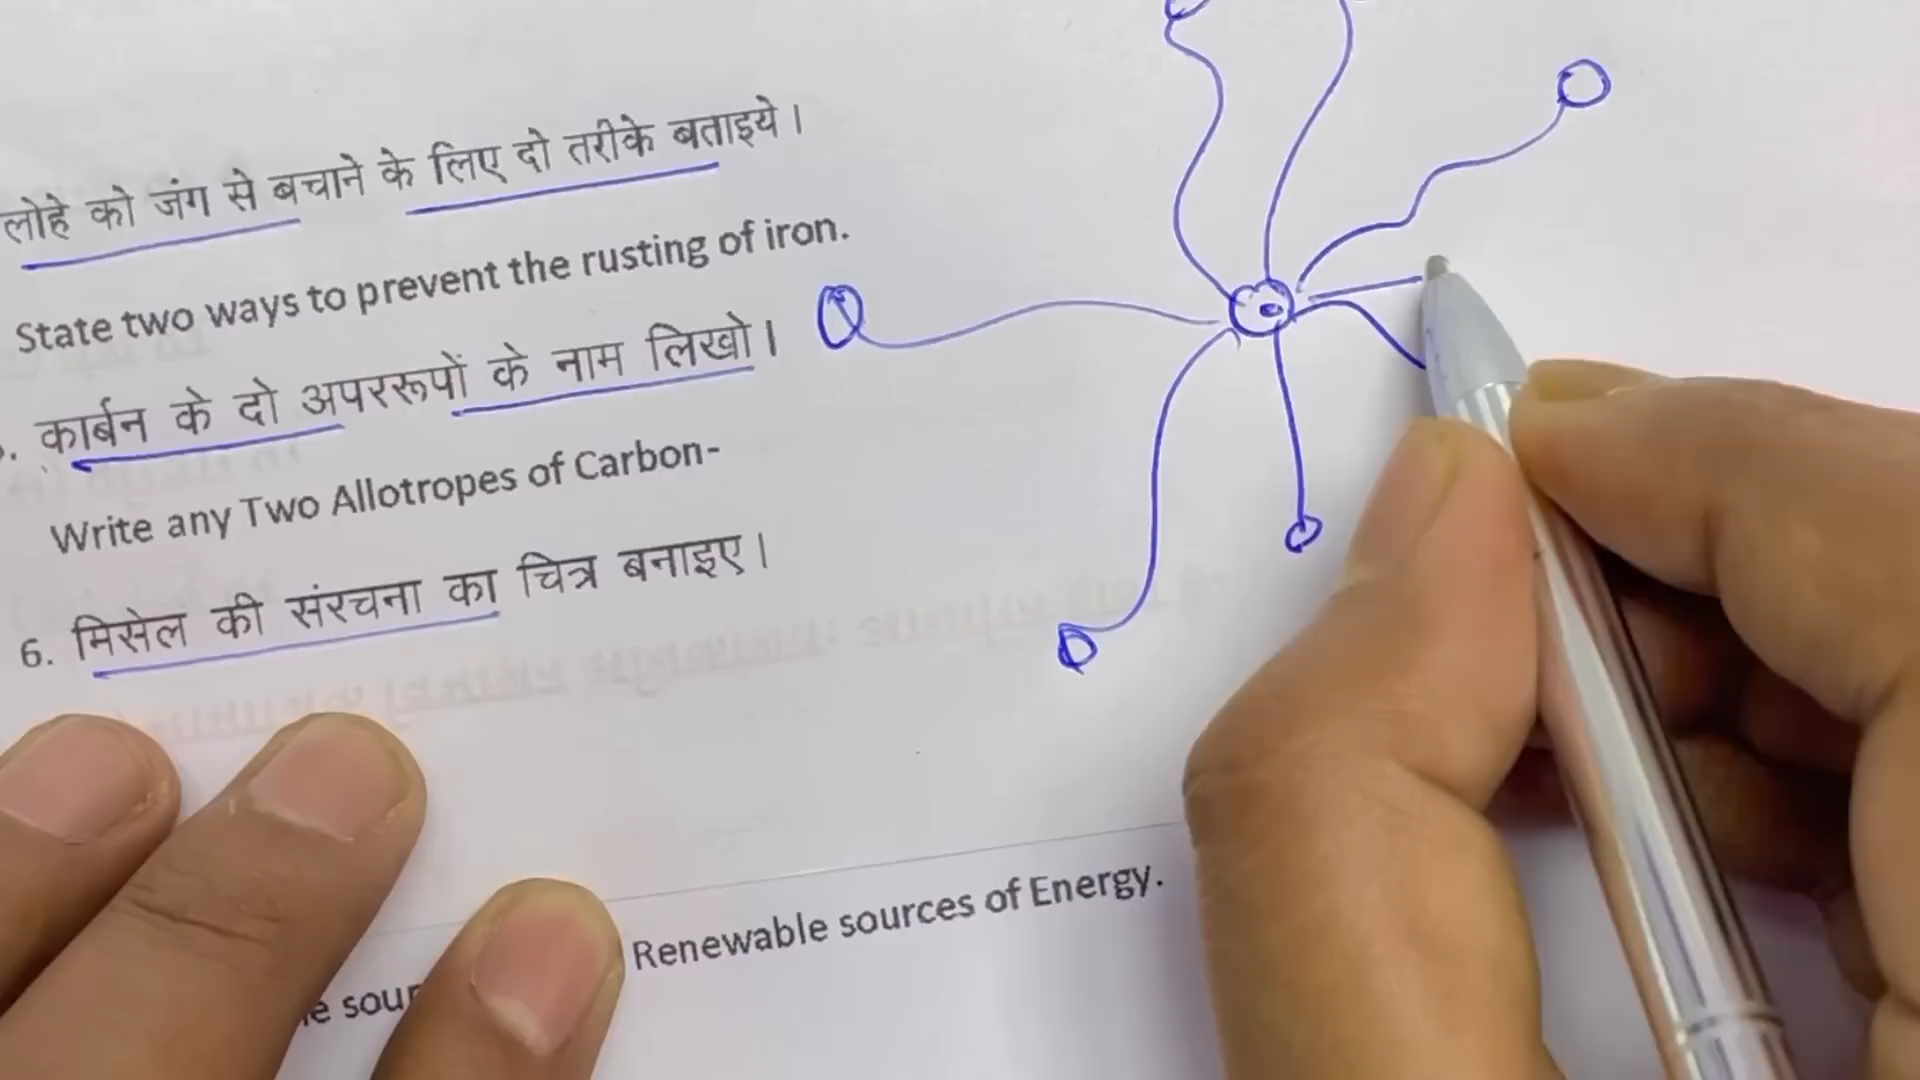 लोहे को जंग से बचाने के लिए दो तरीके बताइये।
State two ways to prevent the rusting of iron.
कार्बन के दो अपररूपों के नाम लिखो।
Write any Two Allotropes of Carbon-
6. मिसेल की संरचना का चित्र बनाइए।
Renewable sources of Energy.